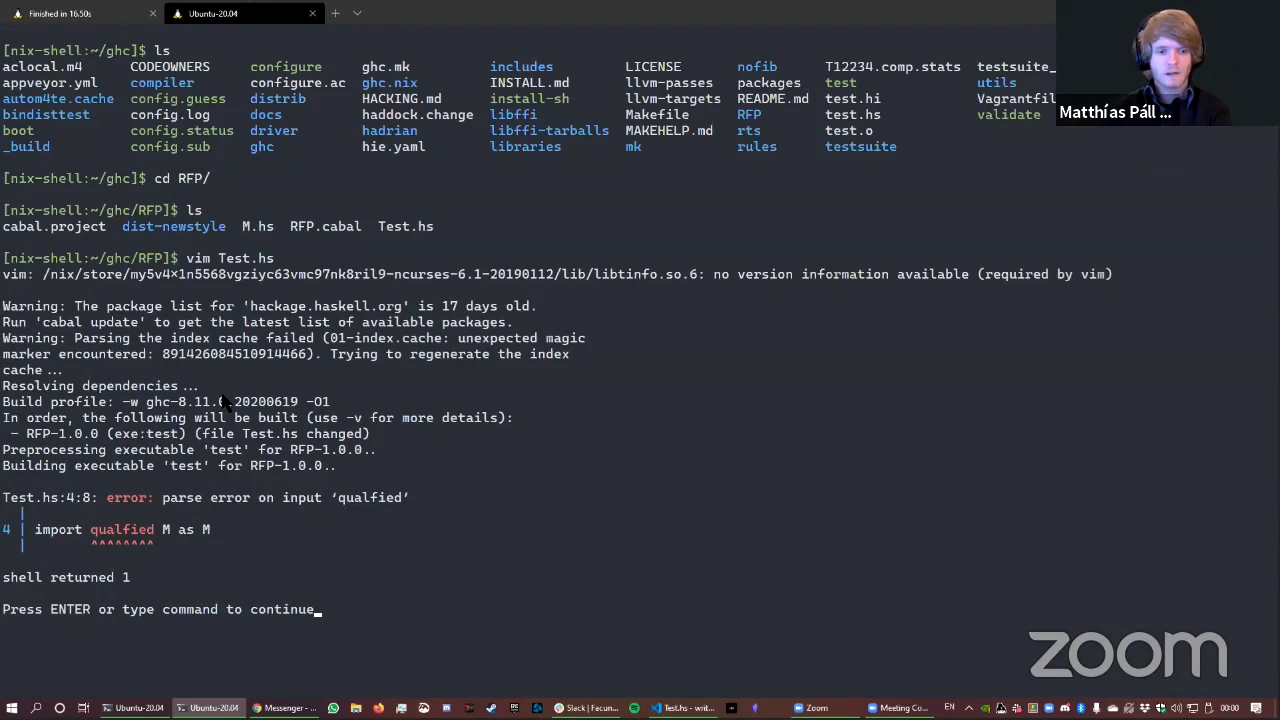 Finished in 16.50s
Ubuntu-20.04
[nix-shell:~/ghc]$ ls
aclocal.m4 CODEOWNERS configure ghc.mk includes LICENSE nofib T12234.comp.stats testsuite_
appveyor.yml compiler configure.ac ghc.nix INSTALL.md llvm-passes packages test utils
autom4te.cache config.guess distrib HACKING.md install-sh llvm-targets README.md test.hi Vagrantfil
bindisttest config.log docs haddock.change libffi Makefile RFP test.hs validate
boot config.status driver hadrian libffi-tarballs MAKEHELP.md rts test.o
_build config.sub ghc hie.yaml libraries mk rules testsuite
Matthías Páll ...
[nix-shell:~/ghc]$ cd RFP/
[nix-shell:~/ghc/RFP]$ ls
cabal.project dist-newstyle M.hs RFP.cabal Test.hs
[nix-shell:~/ghc/RFP]$ vim Test.hs
vim: /nix/store/my5v4×1n5568vgziyc63vmc97nk8ril9-ncurses-6.1-20190112/lib/libtinfo.so.6: no version information available (required by vim)
Warning: The package list for 'hackage.haskell.org' is 17 days old.
Run 'cabal update' to get the latest list of available packages.
Warning: Parsing the index cache failed (01-index.cache: unexpected magic
marker encountered: 891426084510914466). Trying to regenerate the index
cache ...
Resolving dependencies ...
Build profile: -w ghc-8.11. 20200619 -O1
In order, the following will be built (use -v for more details):
- RFP-1.0.0 (exe:test) (file Test.hs changed)
Preprocessing executable 'test' for RFP-1.0.0..
Building executable 'test' for RFP-1.0.0..
Test.hs:4:8: error: parse error on input ‘qualfied’
|
4 | import qualfied M as M
| ^^^^^^^^
shell returned 1
Press ENTER or type command to continue_
zoom
Ubuntu-20.04
Ubuntu-20.04
Messenger - ...
Slack | Facun...
Test.hs - writ...
Zoom
Meeting Co...
EN
00:00